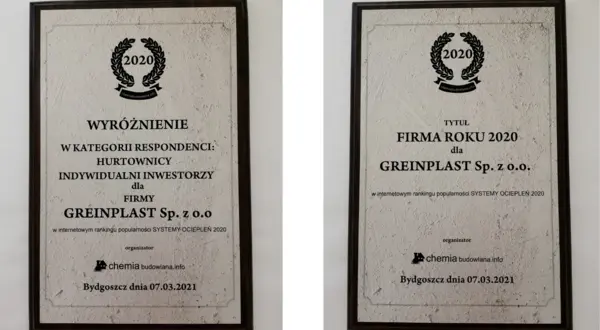 2020
WYRÓŻNIENIE
W KATEGORII RESPONDENCI:
HURTOWNICY
INDYWIDUALNI INWESTORZY
dla
FIRMY
GREINPLAST Sp. z o.o
w internetowym rankingu popularności SYSTEMY OCIEPLEŃ 2020
organizator
chemia budowlana.info
Bydgoszcz dnia 07.03.2021
2020
TYTUŁ
FIRMA ROKU 2020
dla
GREINPLAST Sp. z o.o.
w internetowym rankingu popularności SYSTEMY OCIEPLEŃ 2020
organizator
chemia budowlana.info
Bydgoszcz dnia 07.03.2021